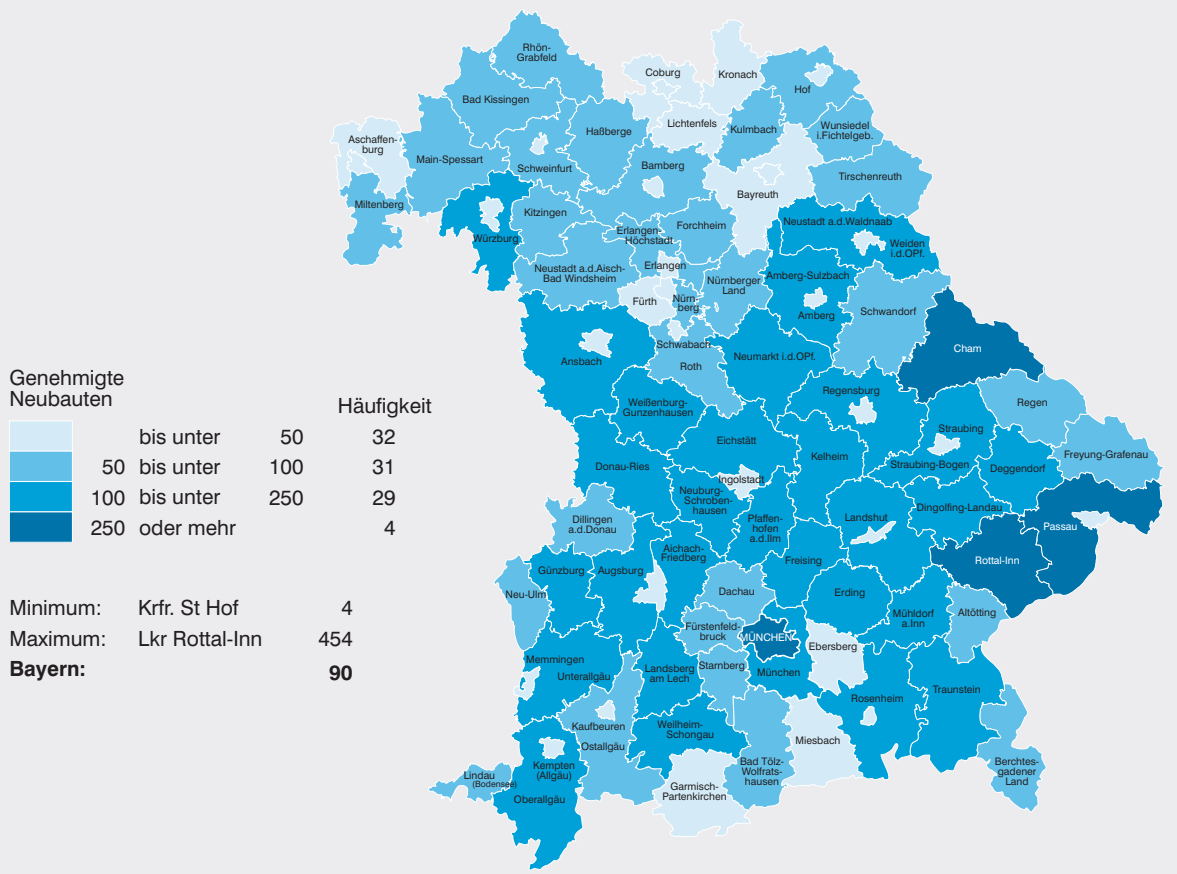 Rhön-
Grabfeld
Coburg
Kronach
Hof
Bad Kissingen
Lichtenfels
Kulmbach
Wunsiedel
i.Fichtelgeb.
Haßberge
Aschaffen-
burg
Main-Spessart
Schweinfurt
Bamberg
Tirschenreuth
Bayreuth
Miltenberg
Kitzingen
Neustadt a.d.Waldnaab
Würzburg
Erlangen-
Höchstadt
Forchheim
Weiden
i.d.OPf.
Neustadt a.d.Aisch-
Bad Windsheim
Erlangen
Nürnberger
Land
Amberg-Sulzbach
Fürth
Nürn-
berg
Schwandorf
Amberg
Schwabach
Cham
Ansbach
Roth
Neumarkt i.d.OPf.
Genehmigte
Neubauten
Häufigkeit
bis unter 50 32
50 bis unter 100 31
100 bis unter 250 29
250 oder mehr 4
Weißenburg-
Gunzenhausen
Regensburg
Regen
Eichstätt
Straubing
Kelheim
Freyung-Grafenau
Donau-Ries
Straubing-Bogen
Deggendorf
Ingolstadt
Neuburg-
Schroben-
hausen
Dillingen
a.d.Donau
Pfaffen-
hofen
a.d.Ilm
Landshut
Dingolfing-Landau
Passau
Aichach-
Friedberg
Freising
Rottal-Inn
Günzburg
Augsburg
Neu-Ulm
Dachau
Erding
Mühldorf
a.Inn
Altötting
Minimum: Krfr. St Hof 4
Maximum: Lkr Rottal-Inn 454
Bayern: 90
Fürstenfeld-
bruck
MÜNCHEN
Ebersberg
Memmingen
Unterallgäu
Landsberg
am Lech
Starnberg
München
Rosenheim
Traunstein
Kaufbeuren
Ostallgäu
Weilheim-
Schongau
Miesbach
Bad Tölz-
Wolfrats-
hausen
Berchtes-
gadener
Land
Lindau
(Bodensee)
Kempten
(Allgäu)
Oberallgäu
Garmisch-
Partenkirchen